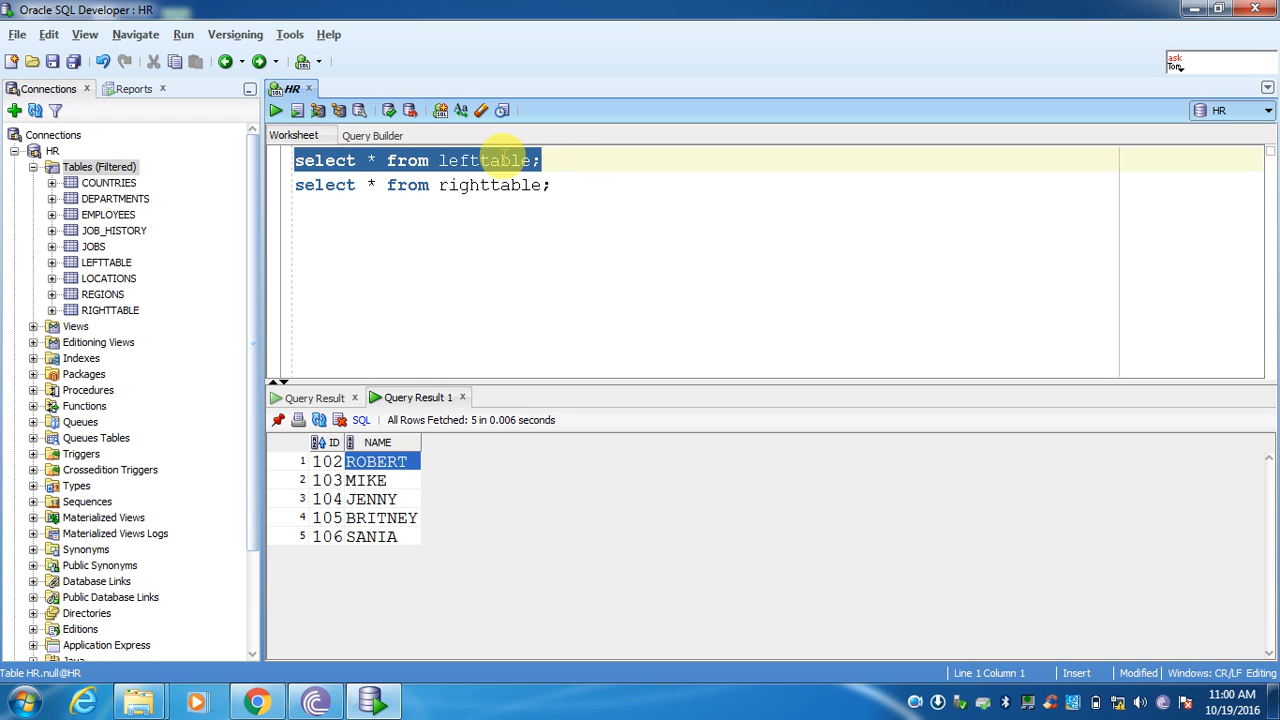 Oracle SQL Developer : HR
File Edit View Navigate Run Versioning Tools Help
ask
Tom
Connections Reports
HR
HR
Connections
HR
Tables (Filtered)
COUNTRIES
DEPARTMENTS
EMPLOYEES
JOB_HISTORY
JOBS
LEFTTABLE
LOCATIONS
REGIONS
RIGHTTABLE
Views
Editioning Views
Indexes
Packages
Procedures
Functions
Queues
Queues Tables
Triggers
Crossedition Triggers
Types
Sequences
Materialized Views
Materialized Views Logs
Synonyms
Public Synonyms
Database Links
Public Database Links
Directories
Editions
Application Express
Java
Worksheet Query Builder
select * from lefttable;
select * from righttable;
Query Result Query Result 1
SQL All Rows Fetched: 5 in 0.006 seconds
ID NAME
1 102 ROBERT
2 103 MIKE
3 104 JENNY
4 105 BRITNEY
5 106 SANIA
Table HR.null@HR
Line 1 Column 1 Insert Modified Windows: CR/LF Editing
11:00 AM
10/19/2016